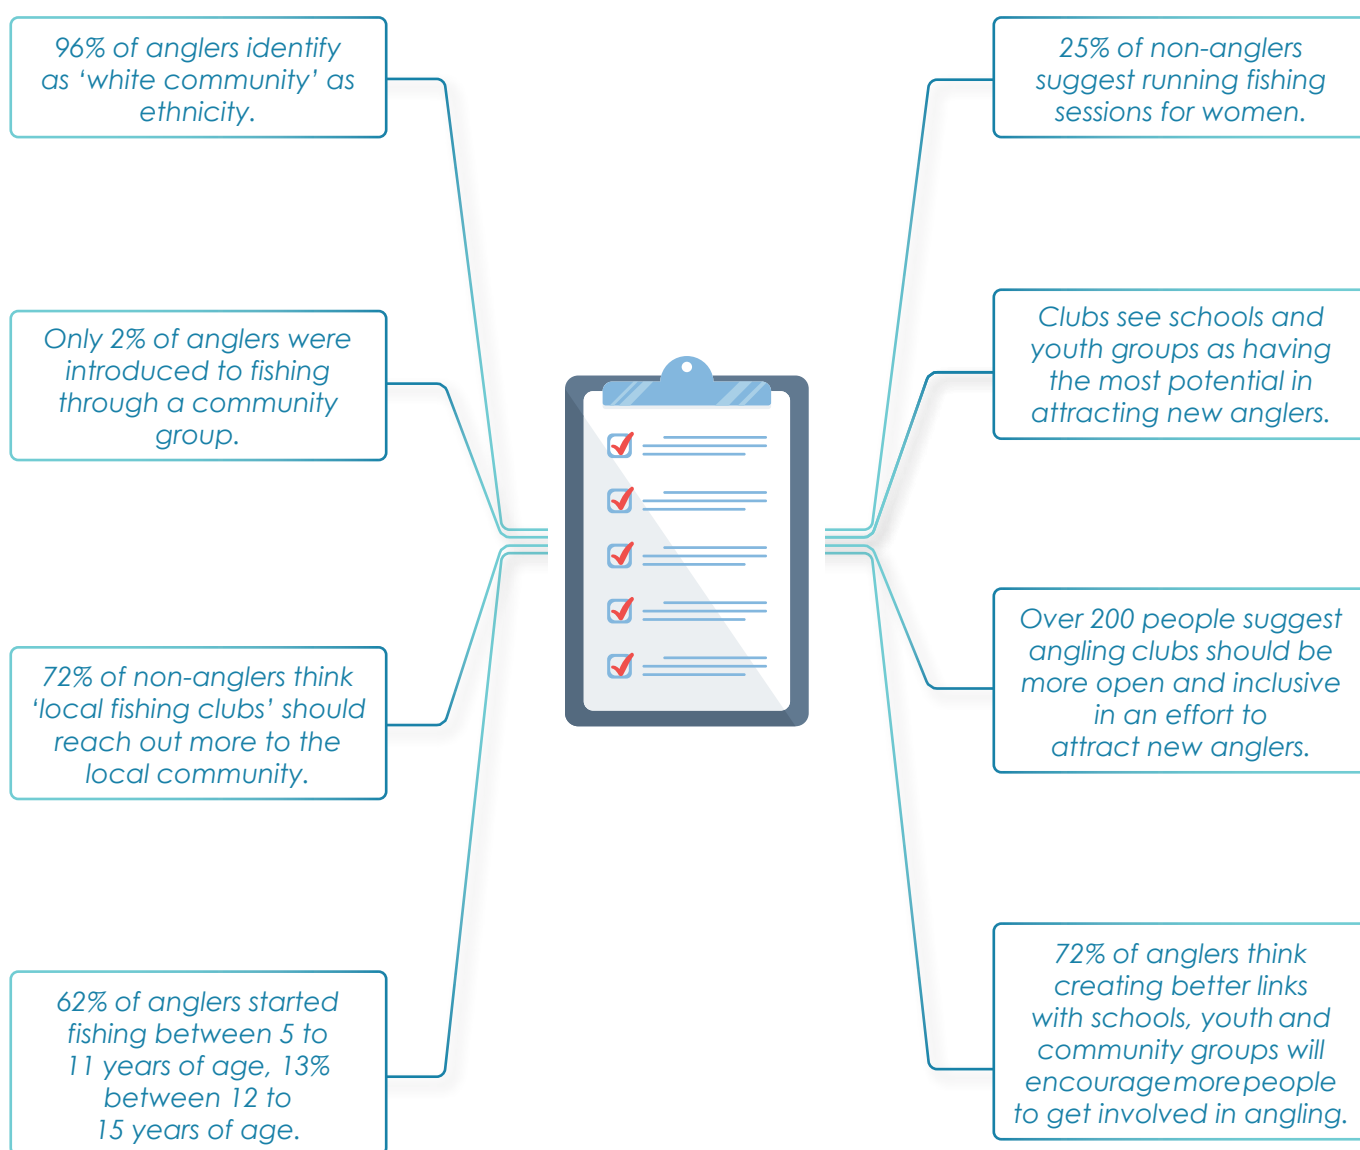 96% of anglers identify
as ‘white community’ as
ethnicity.
Only 2% of anglers were
introduced to fishing
through a community
group.
72% of non-anglers think
‘local fishing clubs’ should
reach out more to the
local community.
62% of anglers started
fishing between 5 to
11 years of age, 13%
between 12 to
15 years of age.
25% of non-anglers
suggest running fishing
sessions for women.
Clubs see schools and
youth groups as having
the most potential in
attracting new anglers.
Over 200 people suggest
angling clubs should be
more open and inclusive
in an effort to
attract new anglers.
72% of anglers think
creating better links
with schools, youth and
community groups will
encourage more people
to get involved in angling.